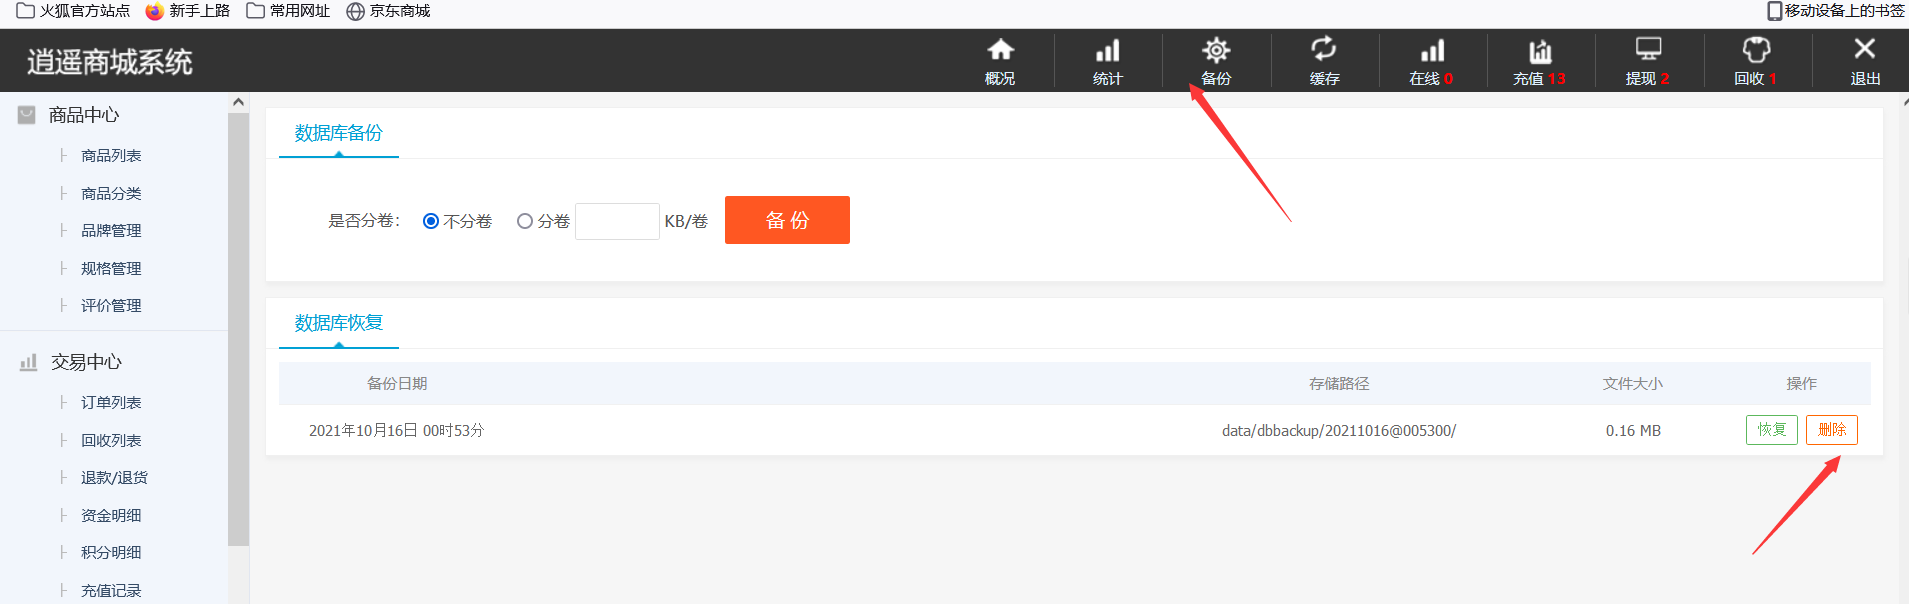 火狐官方站点 新手上路 常用网址 京东商城 移动设备上的书签
逍遥商城系统
概况 统计 备份 缓存 在线 0 充值 13 提现 2 回收 1 退出
商品中心
商品列表
商品分类
品牌管理
规格管理
评价管理
交易中心
订单列表
回收列表
退款/退货
资金明细
积分明细
充值记录
数据库备份
是否分卷: 不分卷 分卷 KB/卷 备 份
数据库恢复
备份日期 存储路径 文件大小 操作
2021年10月16日 00时53分 data/dbbackup/20211016@005300/ 0.16 MB 恢复 删除